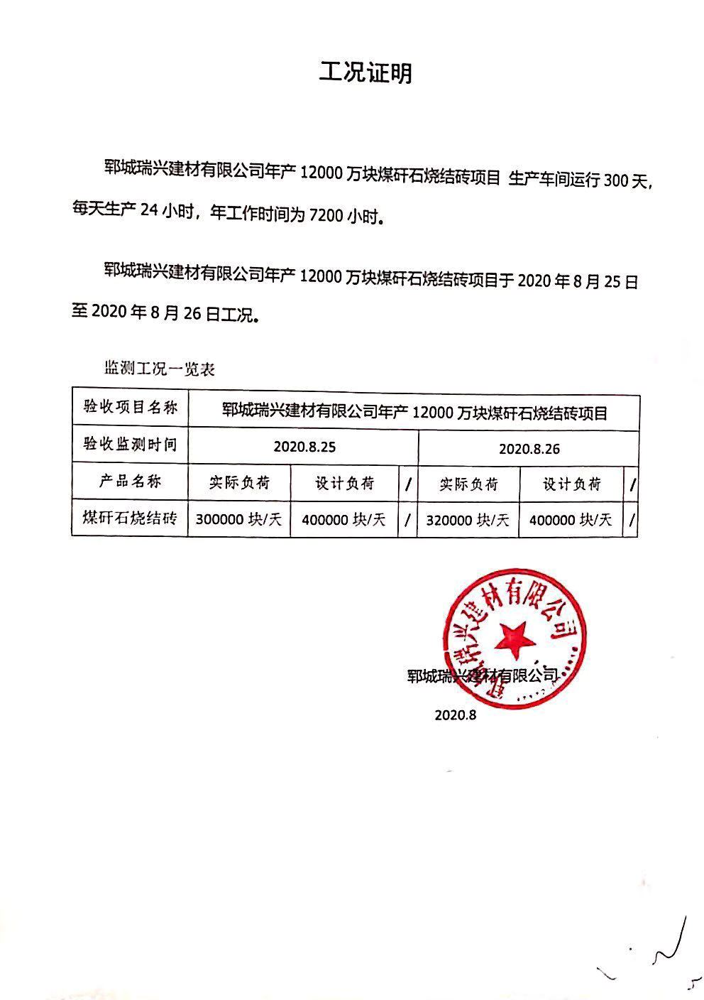 工况证明
郓城瑞兴建材有限公司年产 12000 万块煤矸石烧结砖项目 生产车间运行 300 天，
每天生产 24 小时，年工作时间为 7200 小时。
郓城瑞兴建材有限公司年产 12000 万块煤矸石烧结砖项目于 2020 年 8 月 25 日
至 2020 年 8 月 26 日工况。
监测工况一览表
验收项目名称 郓城瑞兴建材有限公司年产 12000 万块煤矸石烧结砖项目
验收监测时间 2020.8.25 2020.8.26
产品名称 实际负荷 设计负荷 / 实际负荷 设计负荷 /
煤矸石烧结砖 300000 块/天 400000 块/天 / 320000 块/天 400000 块/天 /
郓城瑞兴建材有限公司
郓城瑞兴建材有限公司
2020.8